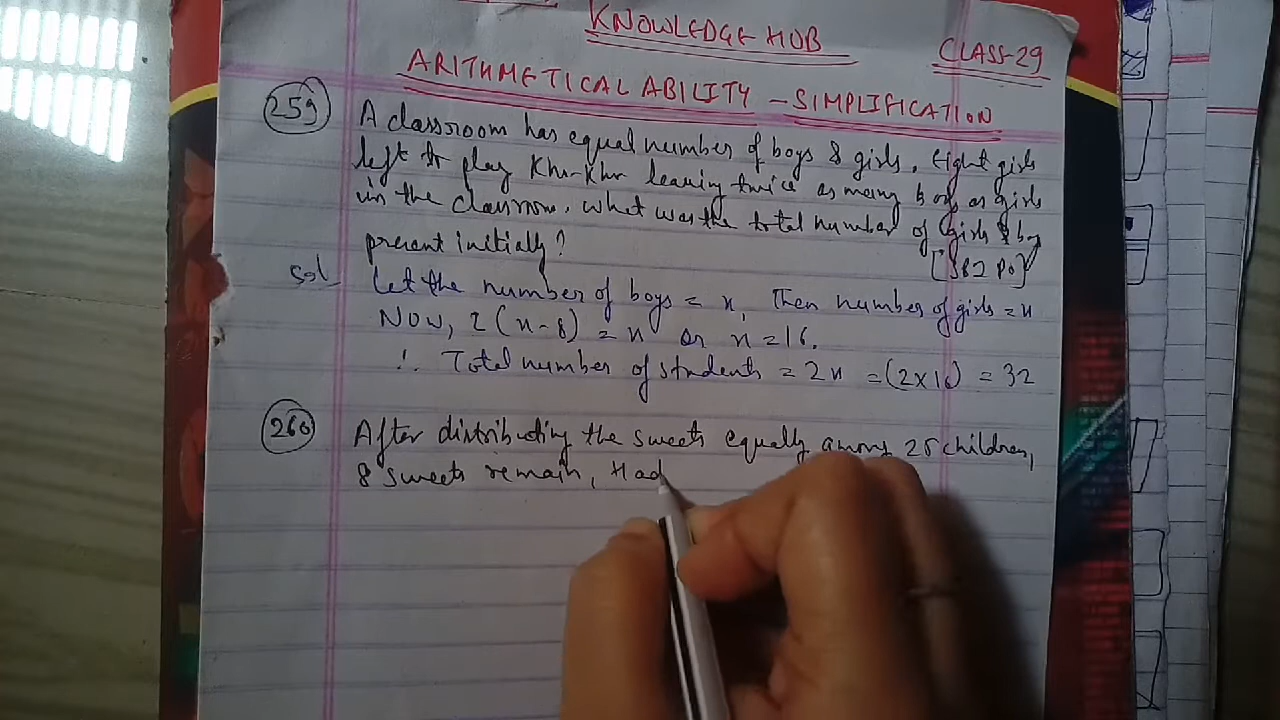 KNOWLEDGE HUB
CLASS-29
ARITHMETICAL ABILITY - SIMPLIFICATION
259 A classroom has equal number of boys & girls. Eight girls
left to play Kho-kho leaving twice as many boys as girls
in the classroom. What was the total number of girls & boys
present initially?
[SBI PO]
Sol Let the number of boys = x, Then number of girls = x
Now, 2(x-8) = x or x = 16.
∴ Total number of students = 2x = (2×16) = 32
260 After distributing the sweets equally among 25 children,
8 sweets remain, Had